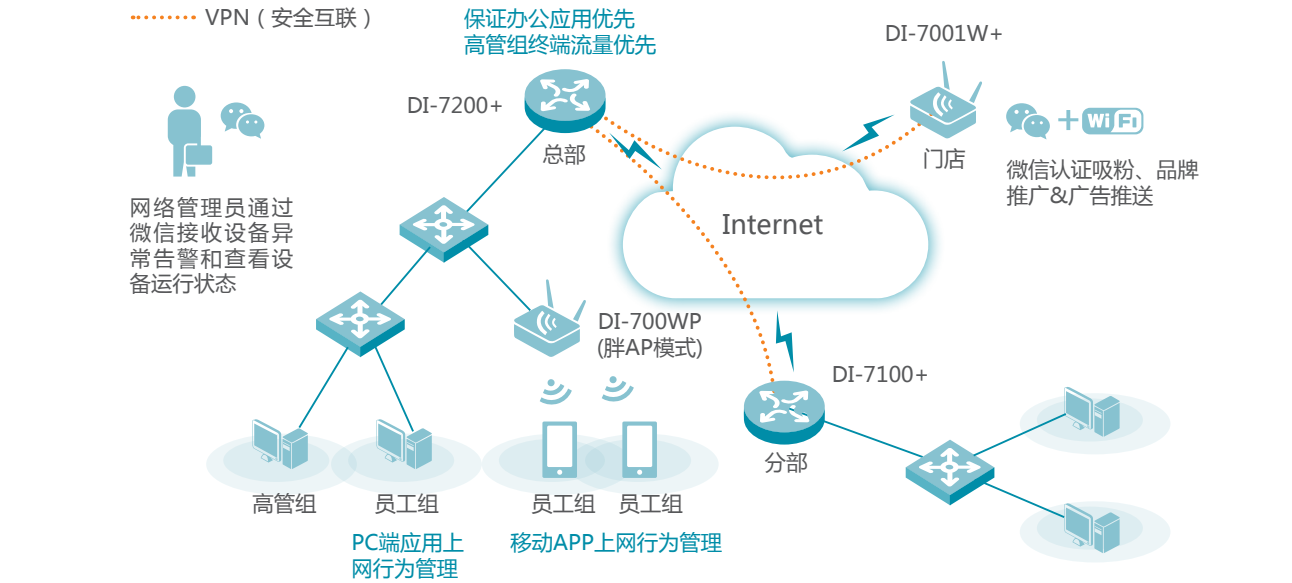 VPN（安全互联）
保证办公应用优先
高管组终端流量优先
DI-7200+
总部
DI-7001W+
门店
WiFi
微信认证吸粉、品牌
推广&广告推送
网络管理员通过
微信接收设备异
常告警和查看设
备运行状态
Internet
DI-700WP
(胖AP模式)
DI-7100+
分部
高管组
员工组
员工组
员工组
PC端应用上
网行为管理
移动APP上网行为管理